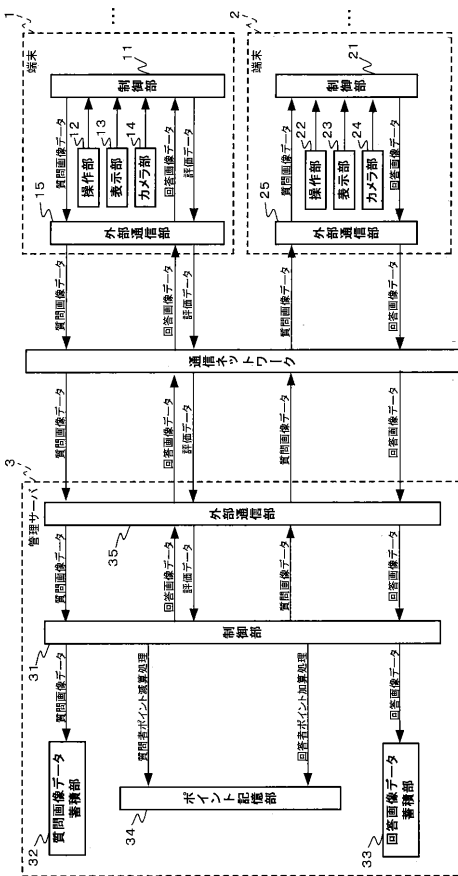 管理サーバ
3
32
質問画像データ
蓄積部
34
ポイント記憶部
33
回答画像データ
蓄積部
質問画像データ
質問者ポイント減算処理
回答者ポイント加算処理
回答画像データ
31
制御部
質問画像データ
回答画像データ
評価データ
質問画像データ
回答画像データ
35
外部通信部
質問画像データ
回答画像データ
評価データ
質問画像データ
回答画像データ
通信ネットワーク
質問画像データ
回答画像データ
評価データ
質問画像データ
回答画像データ
端末
1
15
外部通信部
質問画像データ
操作部
12
表示部
13
カメラ部
14
回答画像データ
評価データ
制御部
11
…
端末
2
25
外部通信部
質問画像データ
操作部
22
表示部
23
カメラ部
24
回答画像データ
制御部
21
…